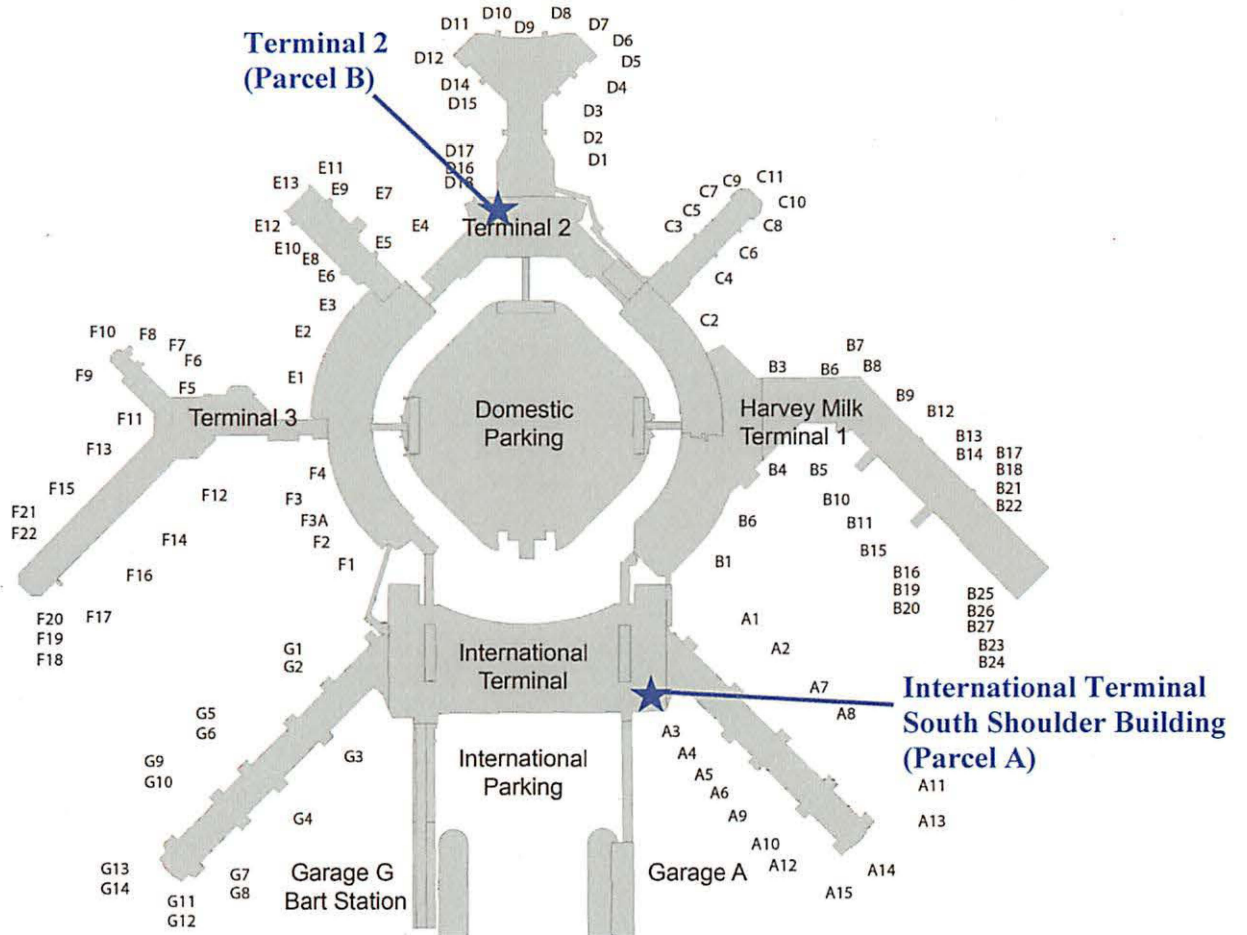 Terminal 2
(Parcel B)
D11
D10
D9
D8
D7
D6
D5
D12
D14
D15
D4
D3
D2
D1
D17
D16
D18
Terminal 2
E13
E11
E9
E7
E4
E12
E10
E8
E6
E5
E3
E2
E1
C11
C9
C7
C5
C3
C10
C8
C6
C4
C2
F10
F8
F7
F6
F9
F5
F11
Terminal 3
F13
F15
F21
F22
F12
F14
F16
F17
F20
F19
F18
F4
F3
F3A
F2
F1
Domestic
Parking
Harvey Milk
Terminal 1
B3
B6
B7
B8
B9
B12
B13
B14
B17
B18
B21
B22
B4
B5
B10
B11
B6
B15
B1
B16
B19
B20
B25
B26
B27
B23
B24
International
Terminal
G1
G2
G5
G6
G9
G10
G3
G4
G13
G14
G11
G12
G7
G8
A1
A2
A7
A8
International Terminal
South Shoulder Building
(Parcel A)
A3
A4
A5
A6
A9
A10
A12
A11
A13
A14
A15
International
Parking
Garage G
Bart Station
Garage A